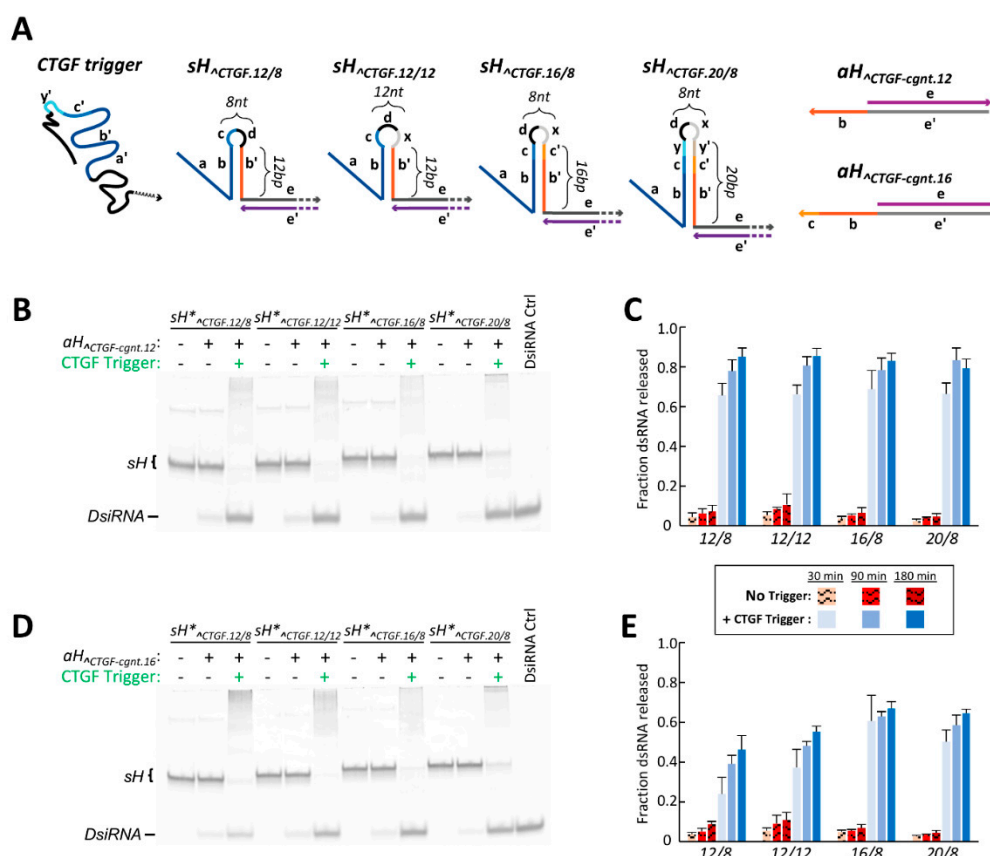 A
CTGF trigger
sH^CTGF.12/8
sH^CTGF.12/12
sH^CTGF.16/8
sH^CTGF.20/8
aH^CTGF-cgnt.12
8nt
12nt
8nt
8nt
y' c' b' a'
c d a b b' 12bp e e'
d c x a b b' 12bp e e'
d x c c' a b b' 16bp e e'
d x y y' c c' a b b' 20bp e e'
e
b e'
aH^CTGF-cgnt.16
e
c b e'
B
sH*^CTGF.12/8 sH*^CTGF.12/12 sH*^CTGF.16/8 sH*^CTGF.20/8 DsiRNA Ctrl
aH^CTGF-cgnt.12: - + + - + + - + + - + +
CTGF Trigger: - - + - - + - - + - - +
sH {
DsiRNA –
C
Fraction dsRNA released
1.0
0.8
0.6
0.4
0.2
0
12/8 12/12 16/8 20/8
30 min 90 min 180 min
No Trigger:
+ CTGF Trigger :
D
sH*^CTGF.12/8 sH*^CTGF.12/12 sH*^CTGF.16/8 sH*^CTGF.20/8 DsiRNA Ctrl
aH^CTGF-cgnt.16: - + + - + + - + + - + +
CTGF Trigger: - - + - - + - - + - - +
sH {
DsiRNA –
E
Fraction dsRNA released
1.0
0.8
0.6
0.4
0.2
0
12/8 12/12 16/8 20/8